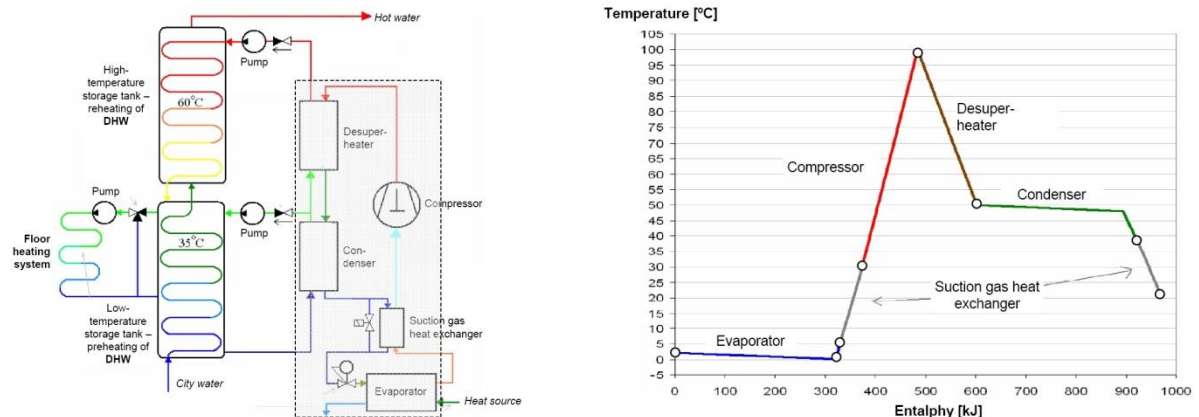 Hot water
Pump
High-
temperature
storage tank –
reheating of
DHW
60°C
Desuper-
heater
Pump
Compressor
Pump
Floor
heating
system
35°C
Con-
denser
Low-
temperature
storage tank –
preheating of
DHW
Suction gas
heat exchanger
City water
Evaporator
Heat source
Temperature [ºC]
105
100
95
90
85
80
75
70
65
60
55
50
45
40
35
30
25
20
15
10
5
0
-5
Desuper-
heater
Compressor
Condenser
Suction gas heat
exchanger
Evaporator
0 100 200 300 400 500 600 700 800 900 1000
Entalphy [kJ]